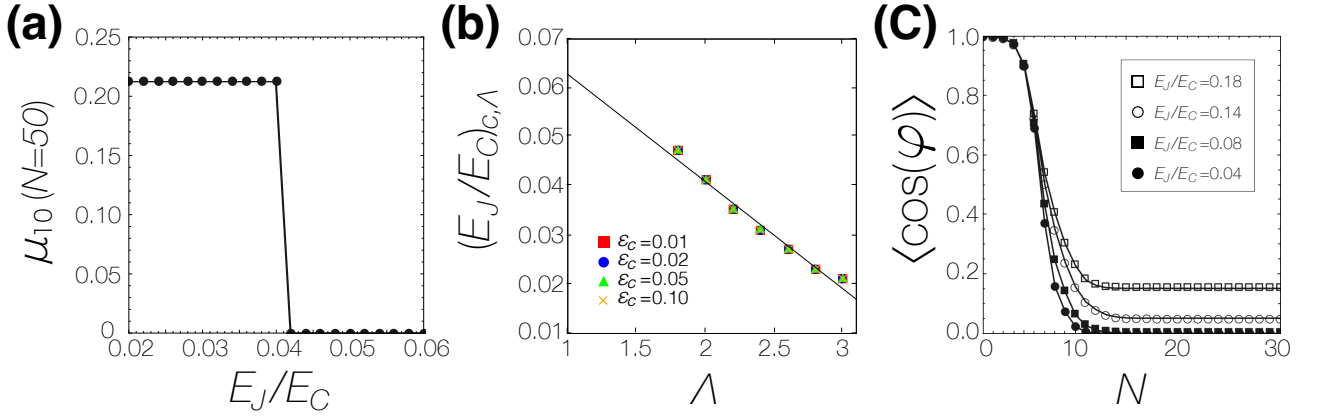 (a)
0.25
0.20
0.15
0.10
0.05
0
0.02 0.03 0.04 0.05 0.06
μ10 (N=50)
EJ/EC
(b)
0.07
0.06
0.05
0.04
0.03
0.02
0.01
1 1.5 2 2.5 3
(EJ/EC)c,Λ
Λ
εc=0.01
εc=0.02
εc=0.05
εc=0.10
(C)
1.0
0.8
0.6
0.4
0.2
0.0
0 10 20 30
⟨cos(φ)⟩
N
EJ/EC=0.18
EJ/EC=0.14
EJ/EC=0.08
EJ/EC=0.04